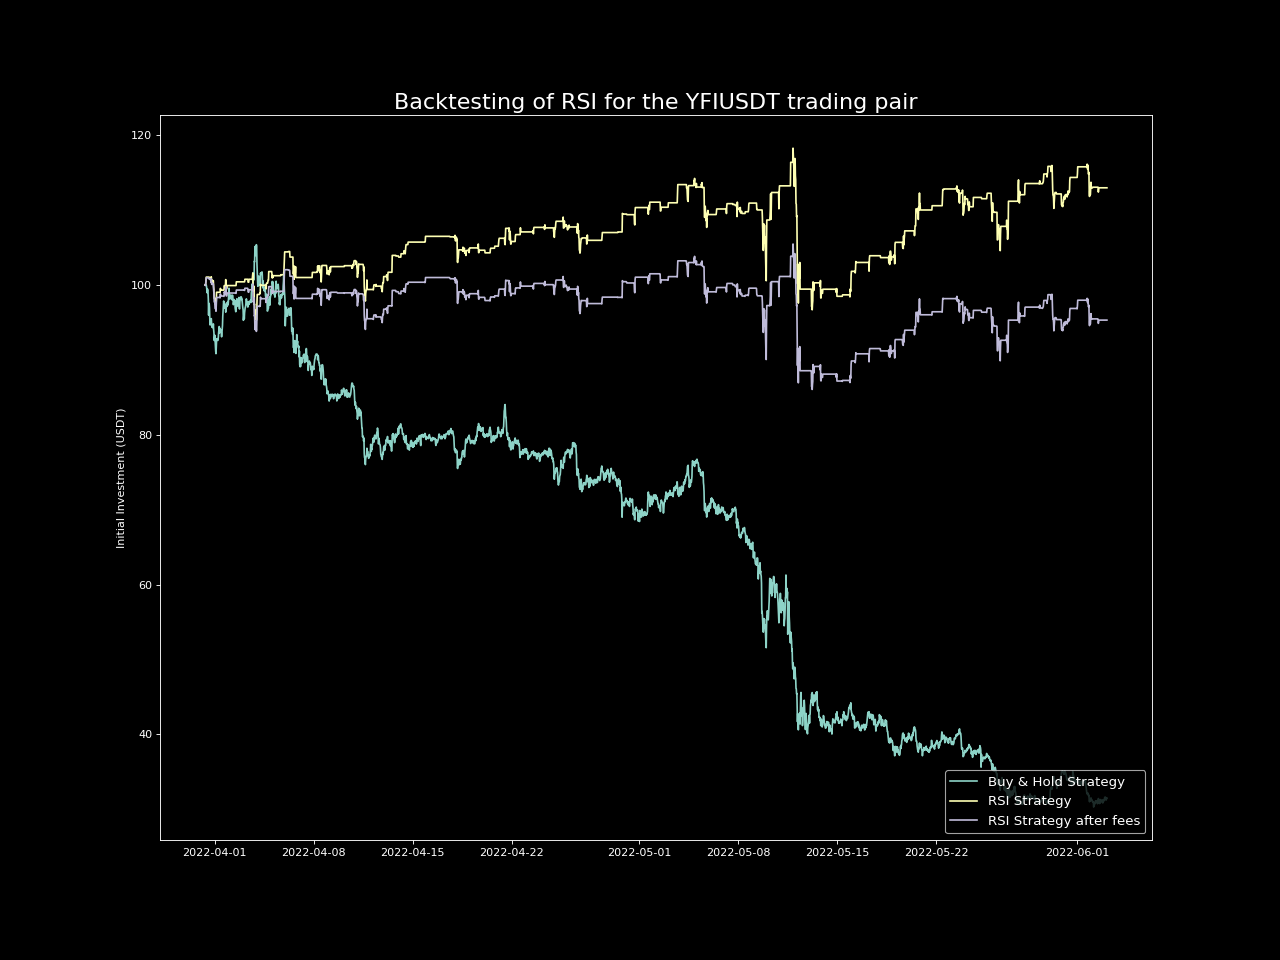 Backtesting of RSI for the YFIUSDT trading pair
120
100
80
60
40
Initial Investment (USDT)
2022-04-01
2022-04-08
2022-04-15
2022-04-22
2022-05-01
2022-05-08
2022-05-15
2022-05-22
2022-06-01
Buy & Hold Strategy
RSI Strategy
RSI Strategy after fees